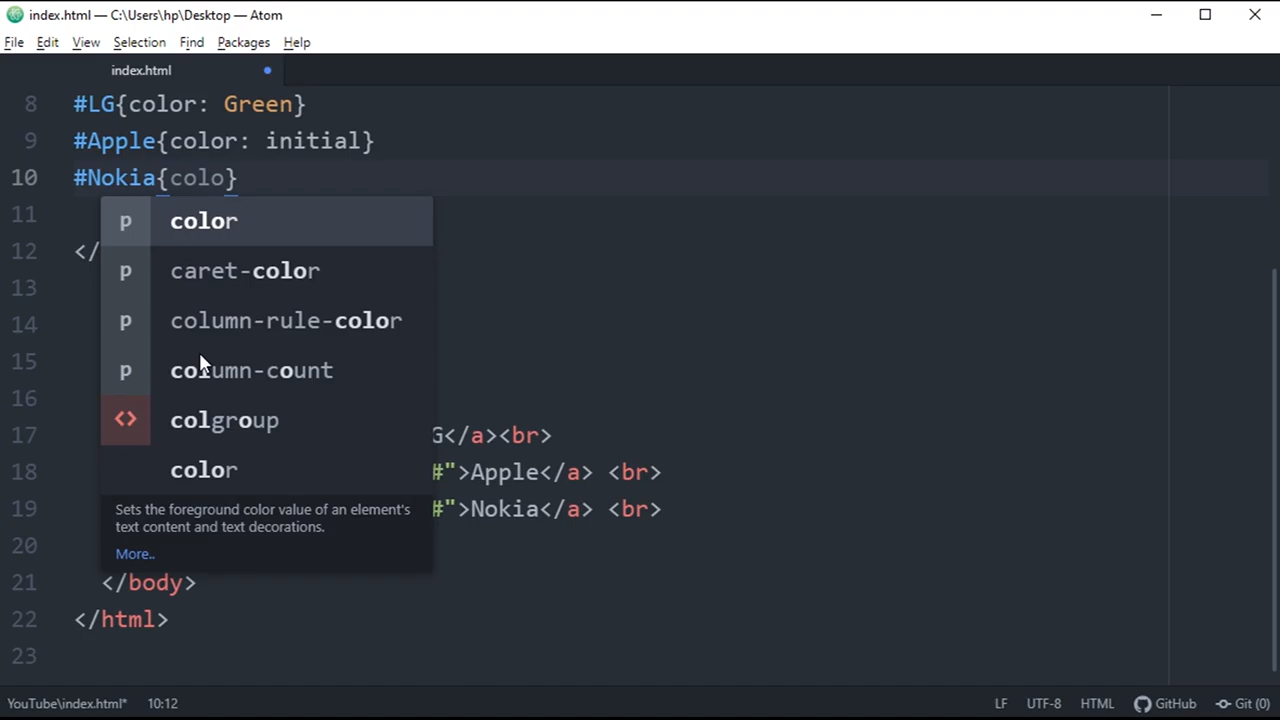 index.html — C:\Users\hp\Desktop — Atom
File Edit View Selection Find Packages Help
index.html
8 #LG{color: Green}
9 #Apple{color: initial}
10 #Nokia{colo}
11
p color
12 </
p caret-color
13
p column-rule-color
14
15
p column-count
16
<> colgroup
17 G</a><br>
color
18 #">Apple</a> <br>
19 #">Nokia</a> <br>
Sets the foreground color value of an element's
text content and text decorations.
20
More..
21 </body>
22 </html>
23
YouTube\index.html* 10:12 LF UTF-8 HTML GitHub Git (0)